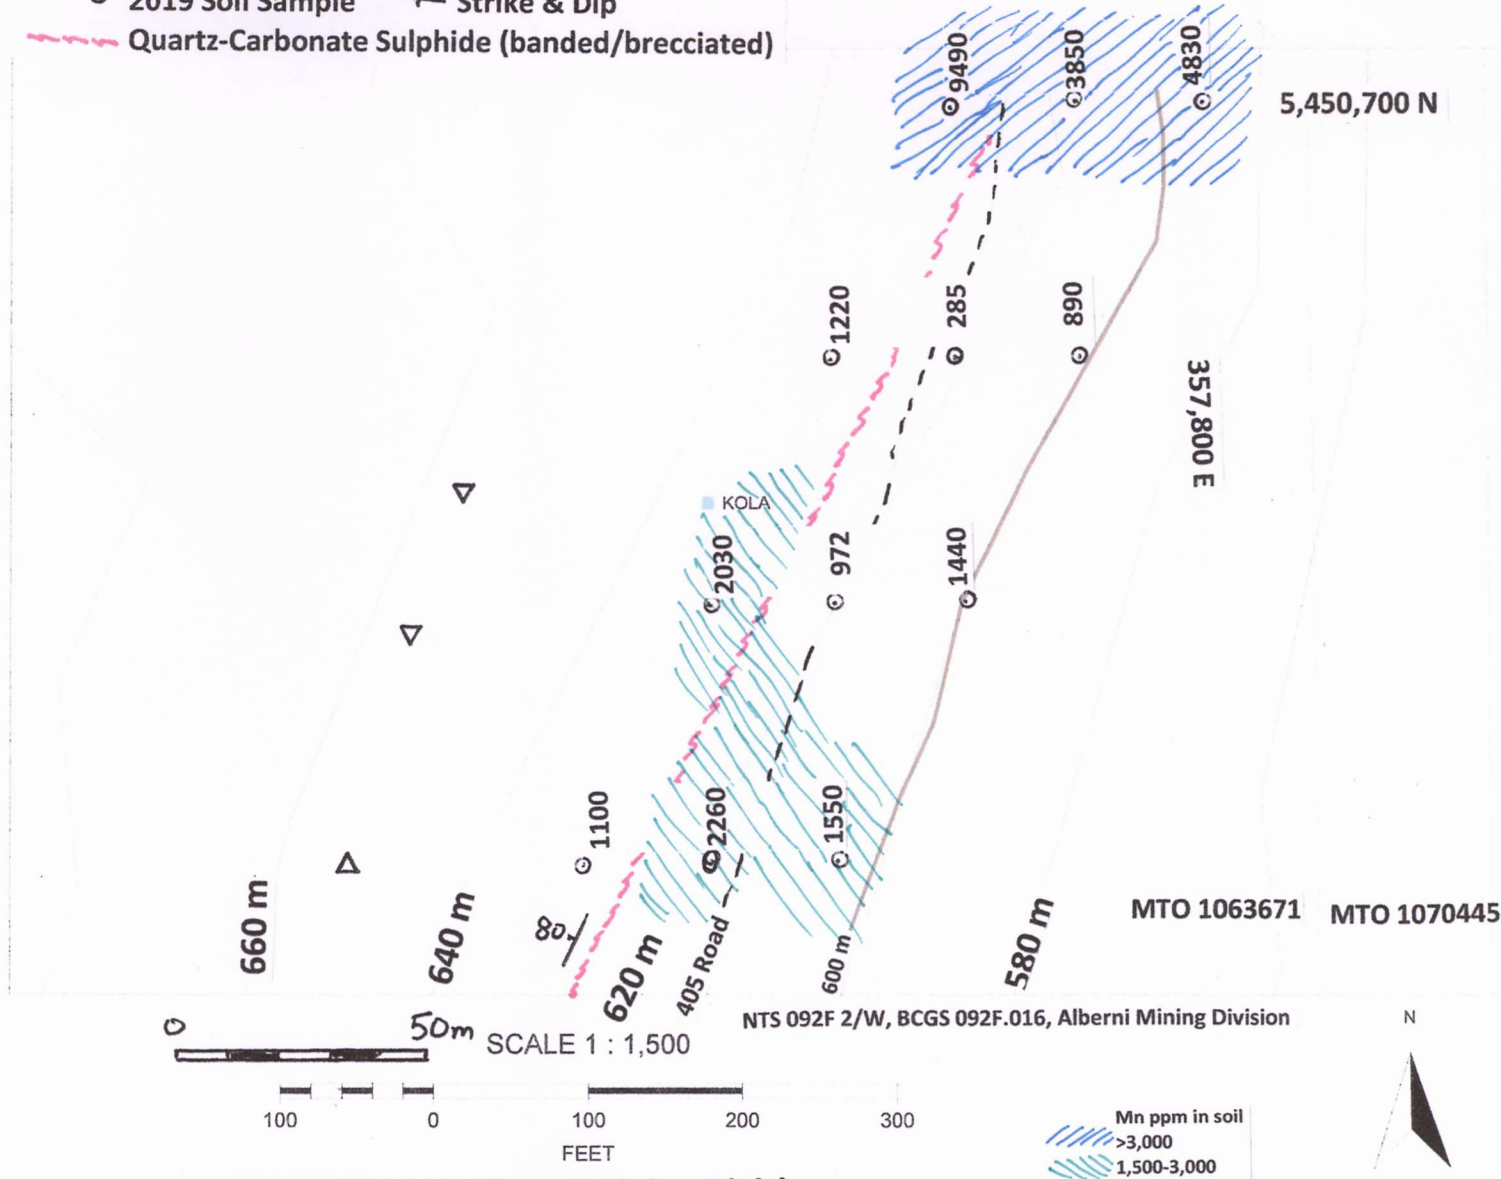 2019 Soil Sample Strike & Dip
Quartz-Carbonate Sulphide (banded/brecciated)
9490
3850
4830
5,450,700 N
1220
285
890
357,800 E
KOLA
2030
972
1440
1100
2260
1550
660 m
640 m
80
620 m
405 Road
600 m
580 m
MTO 1063671
MTO 1070445
0
50m
SCALE 1 : 1,500
NTS 092F 2/W, BCGS 092F.016, Alberni Mining Division
N
100 0 100 200 300
FEET
Mn ppm in soil
>3,000
1,500-3,000